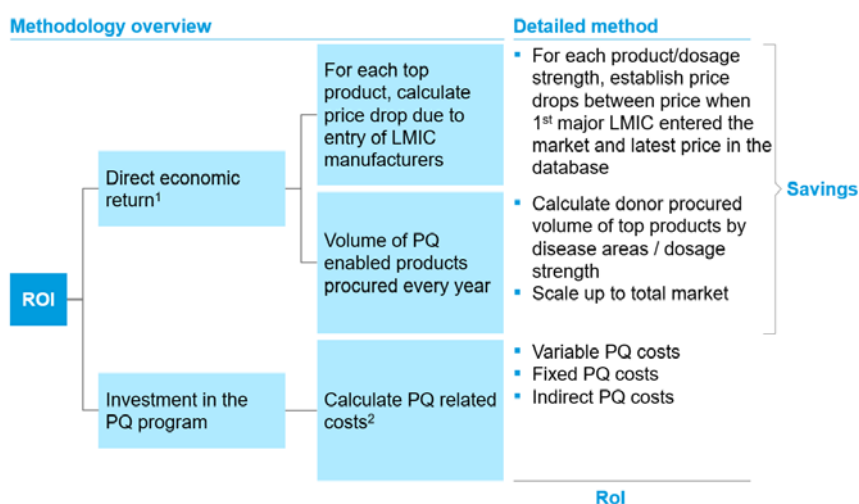 Methodology overview
Detailed method
For each top
product, calculate
price drop due to
entry of LMIC
manufacturers
▪ For each product/dosage
strength, establish price
drops between price when
1st major LMIC entered the
market and latest price in the
database
Direct economic
return1
Savings
Volume of PQ
enabled products
procured every year
▪ Calculate donor procured
volume of top products by
disease areas / dosage
strength
▪ Scale up to total market
ROI
Investment in the
PQ program
Calculate PQ related
costs2
▪ Variable PQ costs
▪ Fixed PQ costs
▪ Indirect PQ costs
RoI